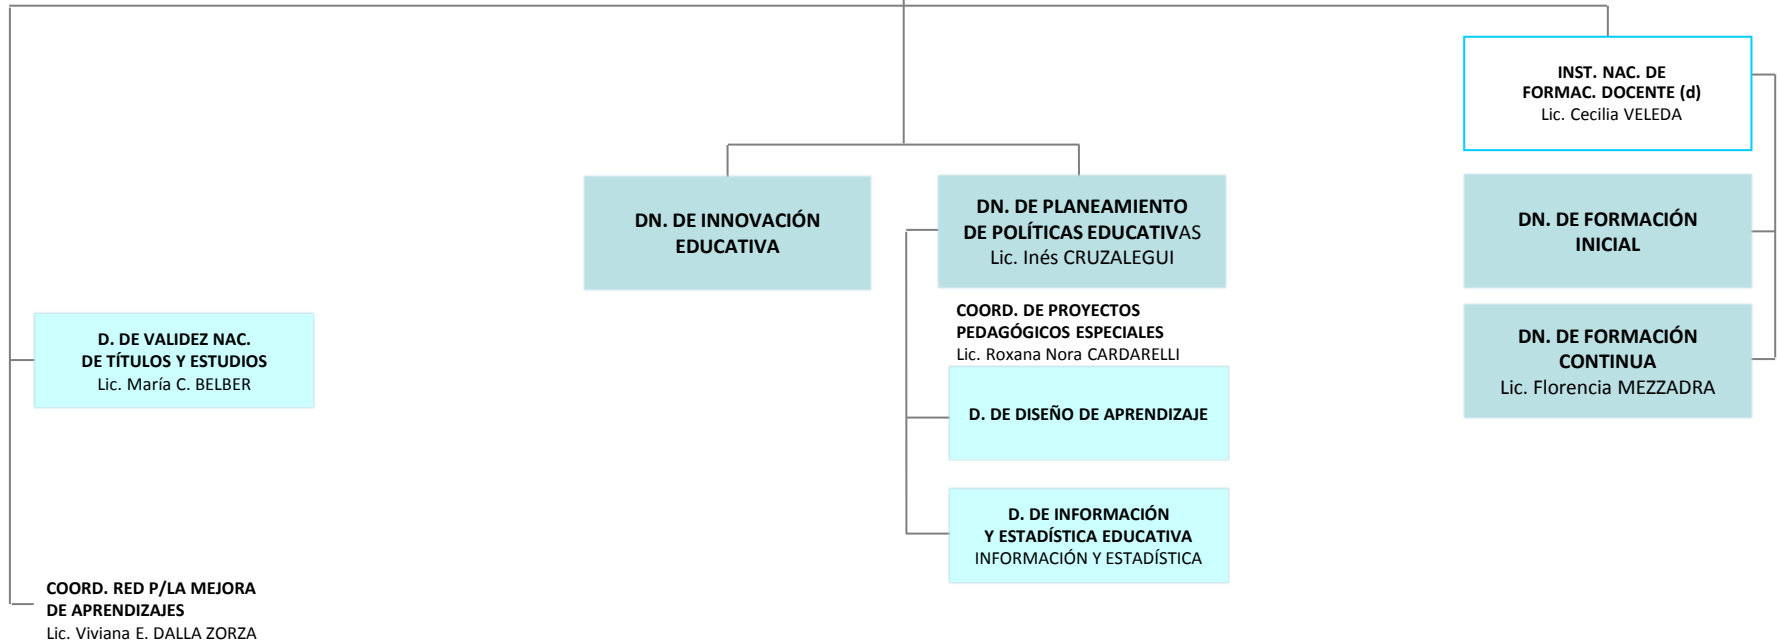 INST. NAC. DE
FORMAC. DOCENTE (d)
Lic. Cecilia VELEDA
DN. DE INNOVACIÓN
EDUCATIVA
DN. DE PLANEAMIENTO
DE POLÍTICAS EDUCATIVAS
Lic. Inés CRUZALEGUI
DN. DE FORMACIÓN
INICIAL
D. DE VALIDEZ NAC.
DE TÍTULOS Y ESTUDIOS
Lic. María C. BELBER
COORD. DE PROYECTOS
PEDAGÓGICOS ESPECIALES
Lic. Roxana Nora CARDARELLI
DN. DE FORMACIÓN
CONTINUA
Lic. Florencia MEZZADRA
D. DE DISEÑO DE APRENDIZAJE
D. DE INFORMACIÓN
Y ESTADÍSTICA EDUCATIVA
INFORMACIÓN Y ESTADÍSTICA
COORD. RED P/LA MEJORA
DE APRENDIZAJES
Lic. Viviana E. DALLA ZORZA